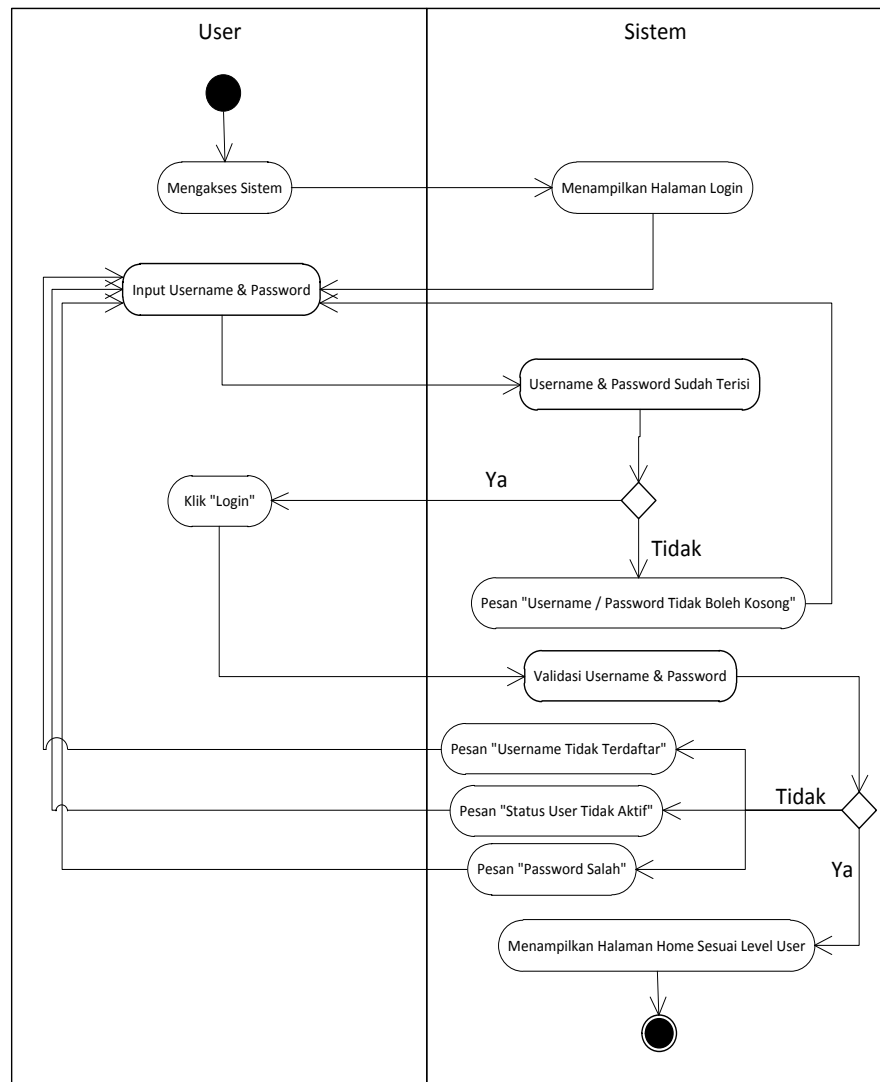 User
Sistem
Mengakses Sistem
Menampilkan Halaman Login
Input Username & Password
Username & Password Sudah Terisi
Ya
Klik "Login"
Tidak
Pesan "Username / Password Tidak Boleh Kosong"
Validasi Username & Password
Pesan "Username Tidak Terdaftar"
Tidak
Pesan "Status User Tidak Aktif"
Pesan "Password Salah"
Ya
Menampilkan Halaman Home Sesuai Level User